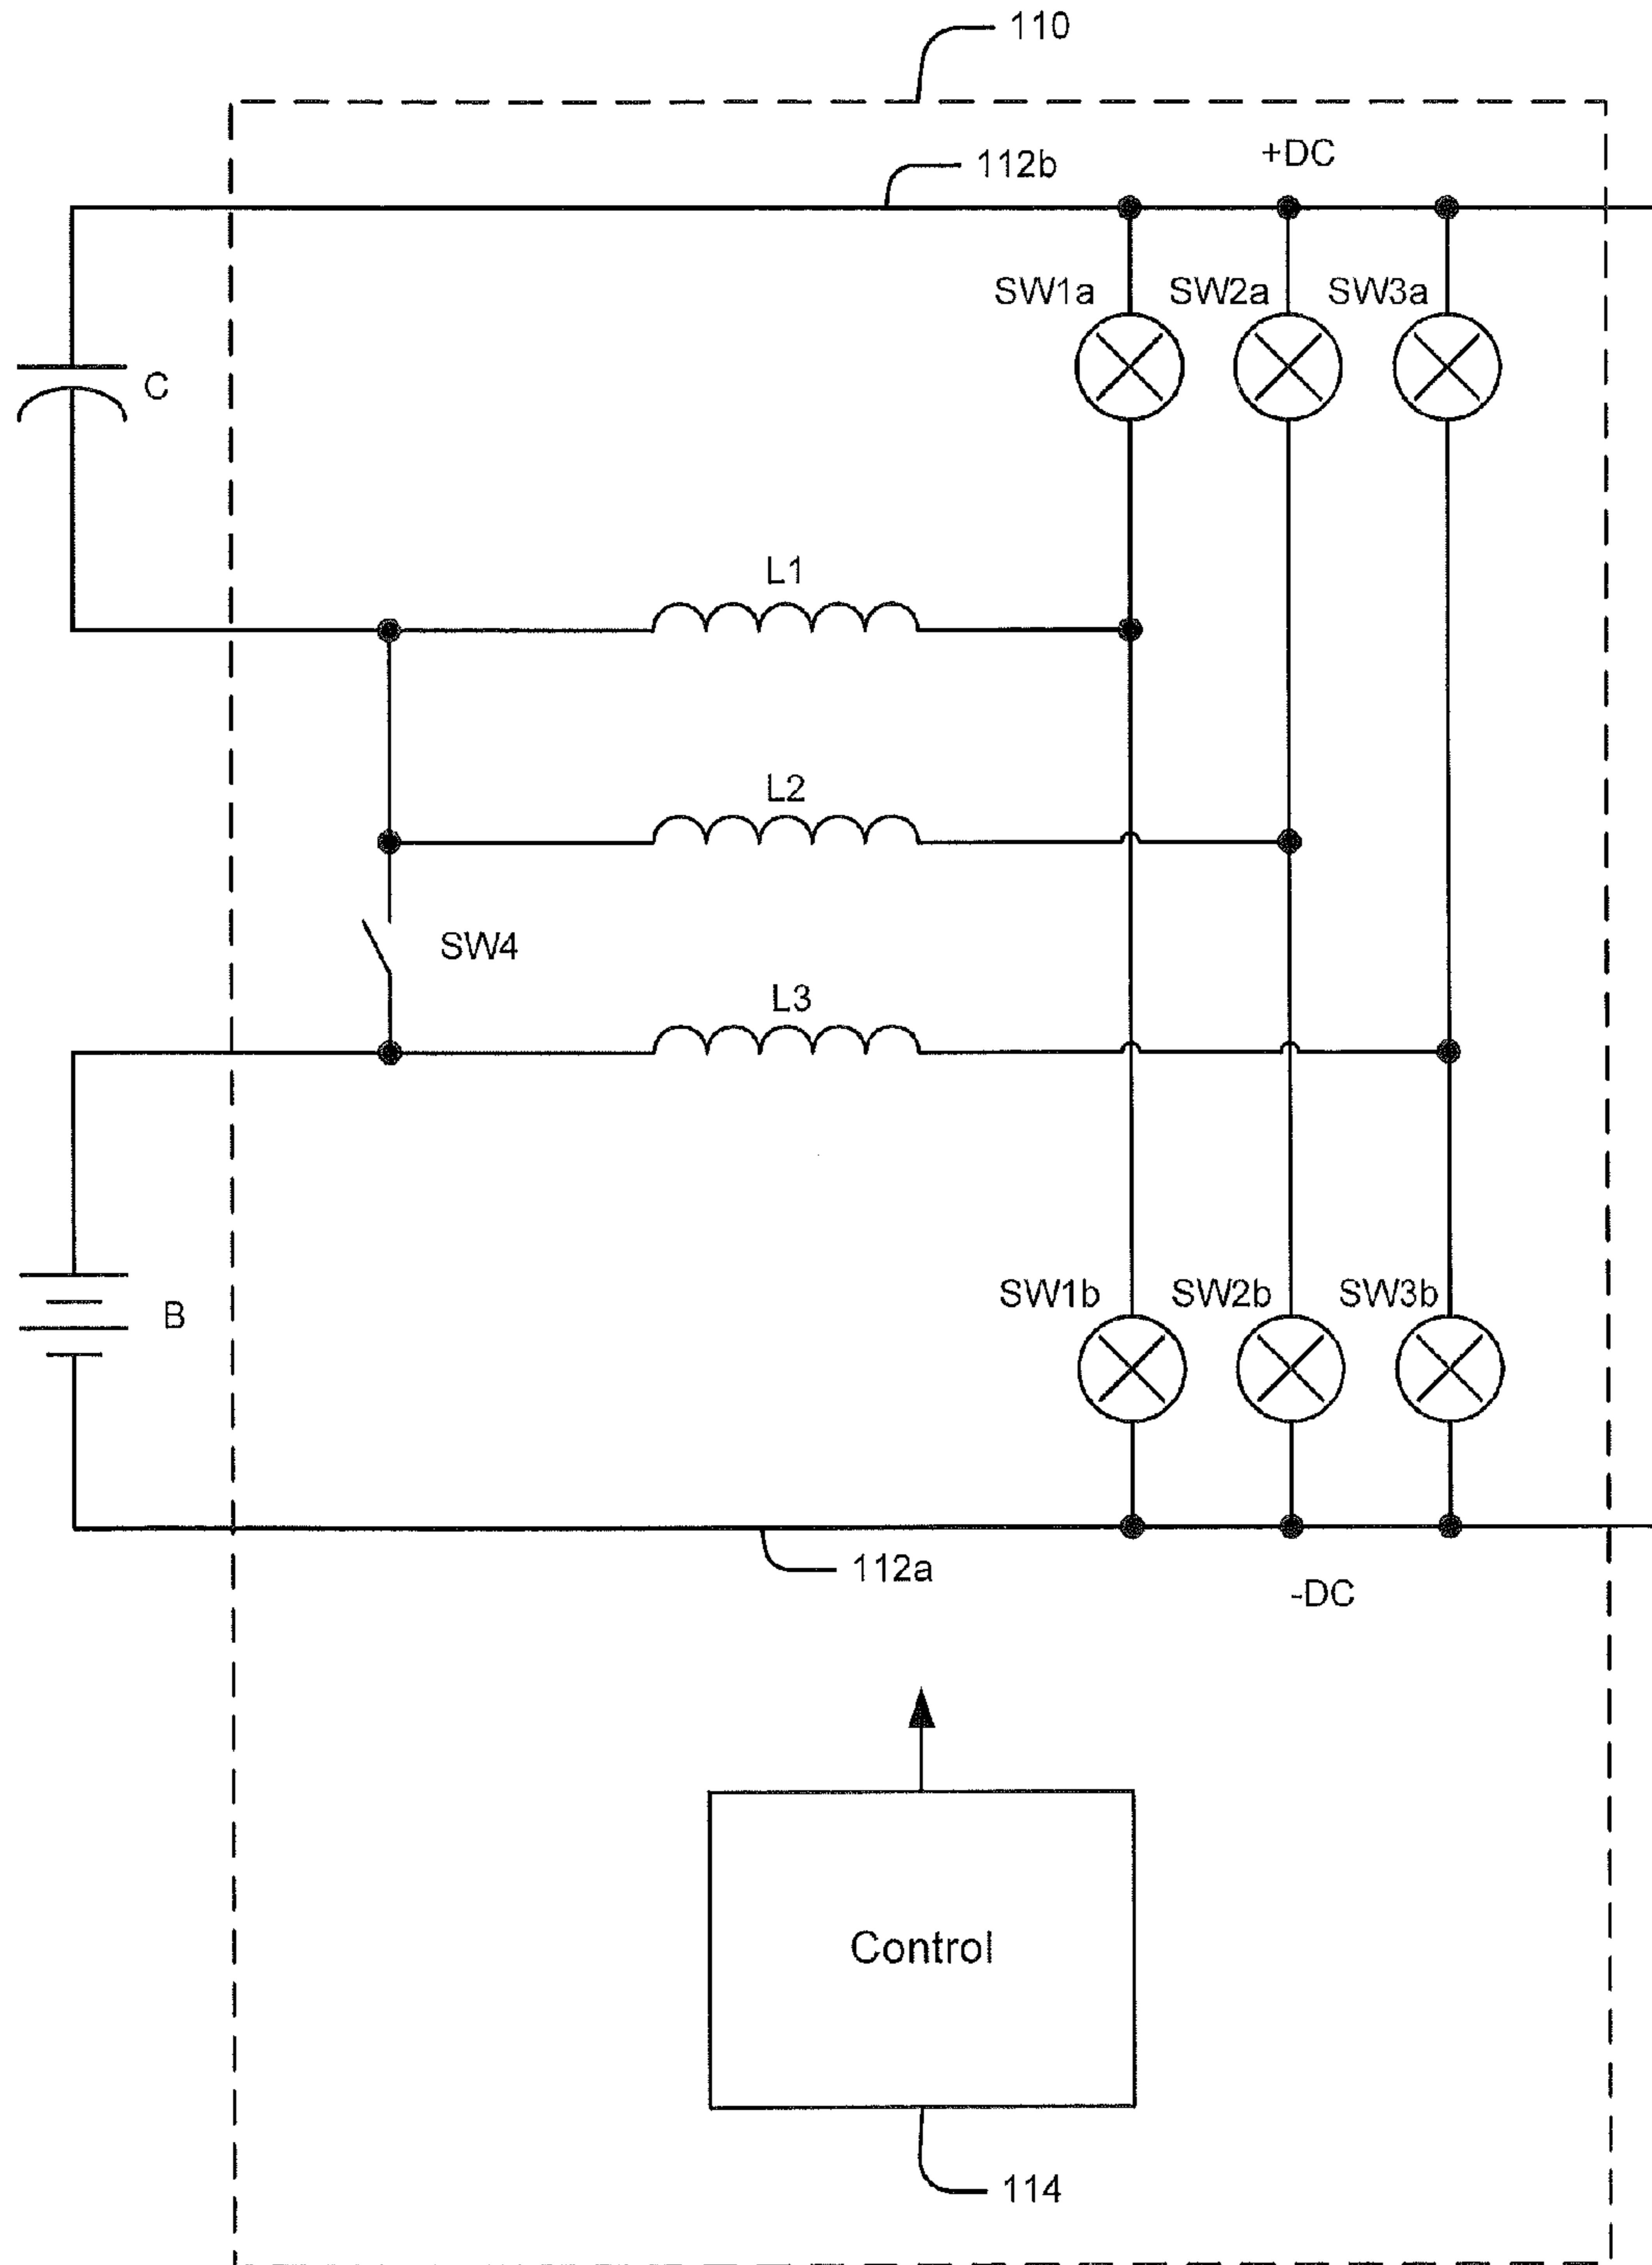 110
112b
+DC
SW1a
SW2a
SW3a
C
L1
L2
SW4
L3
SW1b
SW2b
SW3b
B
112a
-DC
Control
114